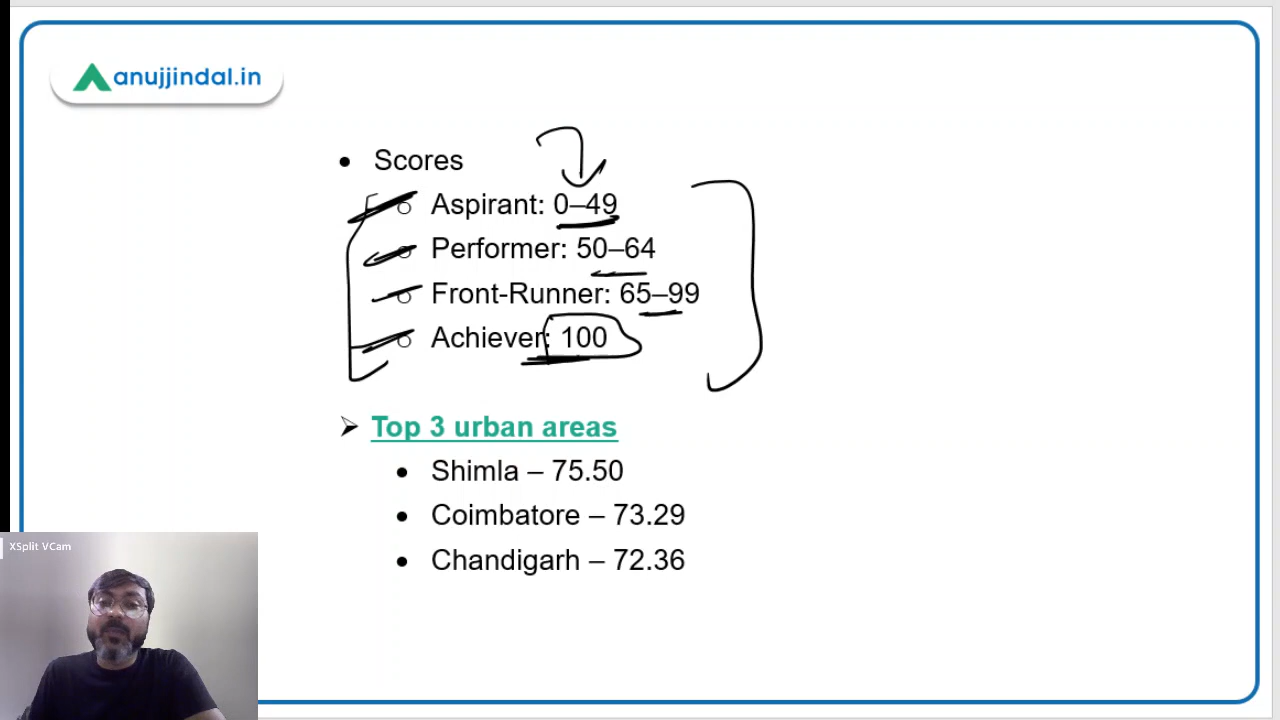 anujjindal.in
• Scores
o Aspirant: 0–49
o Performer: 50–64
o Front-Runner: 65–99
o Achiever: 100
➢ Top 3 urban areas
• Shimla – 75.50
• Coimbatore – 73.29
• Chandigarh – 72.36
XSplit VCam